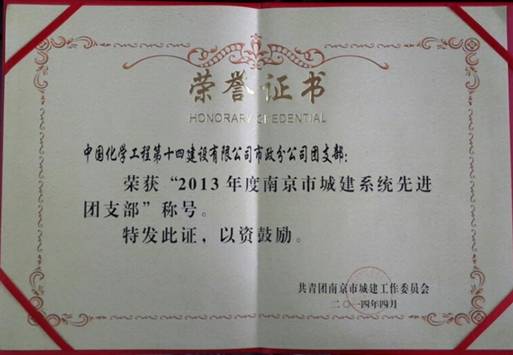 荣誉证书
HONORARY CREDENTIAL
中国化学工程第十四建设有限公司市政分公司团支部：
荣获“2013年度南京市城建系统先进
团支部”称号。
特发此证，以资鼓励。
共青团南京市城建工作委员会
二〇一四年四月